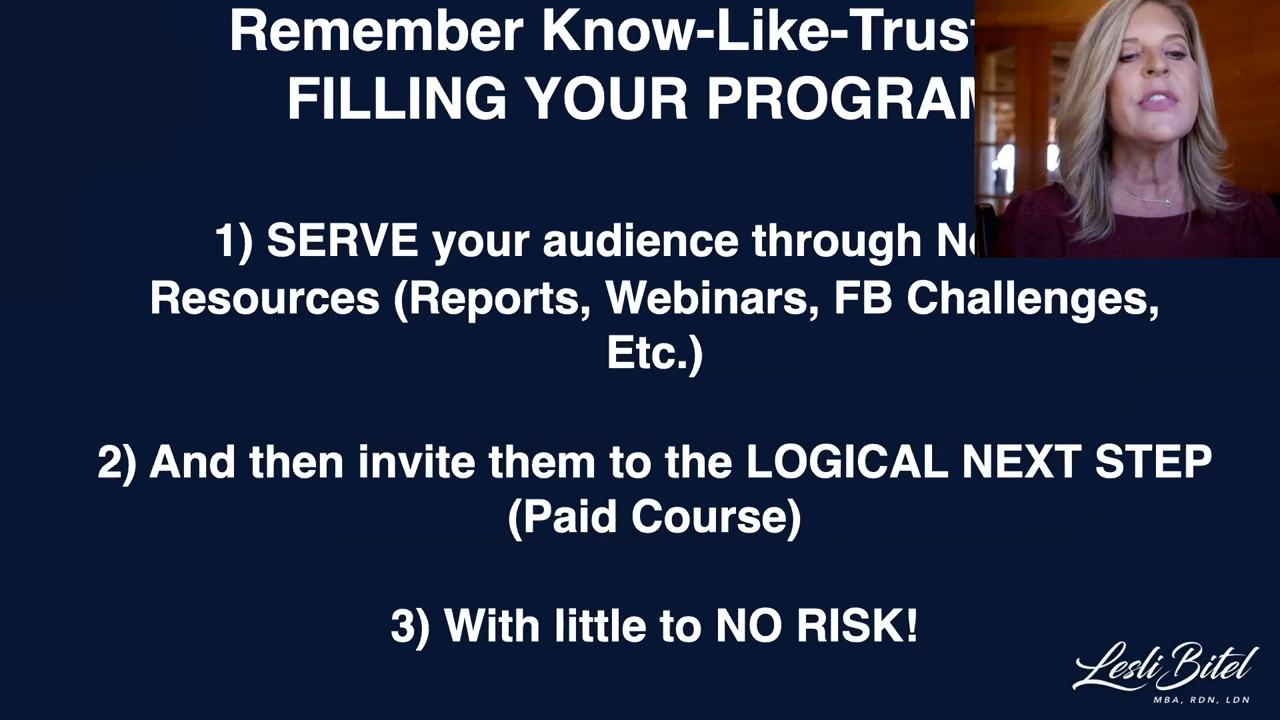 Remember Know-Like-Trust
FILLING YOUR PROGRAM
1) SERVE your audience through
Resources (Reports, Webinars, FB Challenges,
Etc.)
2) And then invite them to the LOGICAL NEXT STEP
(Paid Course)
3) With little to NO RISK!
Lesli Bitel
MBA, RDN, LDN